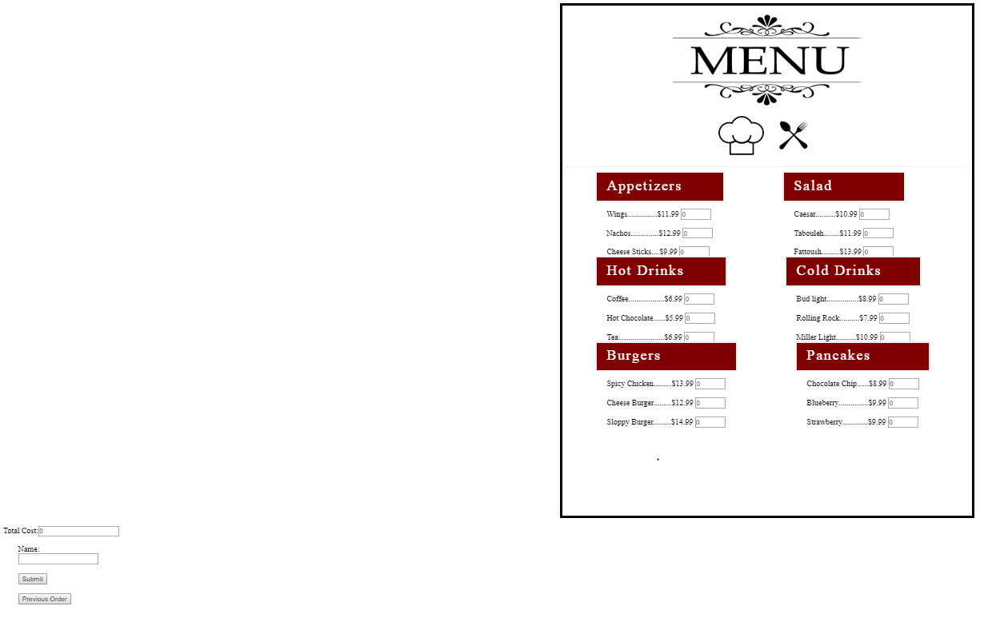 MENU
Appetizers
Wings...............$11.99 0
Nachos..............$12.99 0
Cheese Sticks....$9.99 0
Salad
Caesar..........$10.99 0
Tabouleh........$11.99 0
Fattoush.........$13.99 0
Hot Drinks
Coffee..................$6.99 0
Hot Chocolate......$5.99 0
Tea.......................$6.99 0
Cold Drinks
Bud light................$8.99 0
Rolling Rock..........$7.99 0
Miller Light..........$10.99 0
Burgers
Spicy Chicken.........$13.99 0
Cheese Burger.........$12.99 0
Sloppy Burger.........$14.99 0
Pancakes
Chocolate Chip......$8.99 0
Blueberry...............$9.99 0
Strawberry.............$9.99 0
Total Cost:0
Name:
Submit
Previous Order